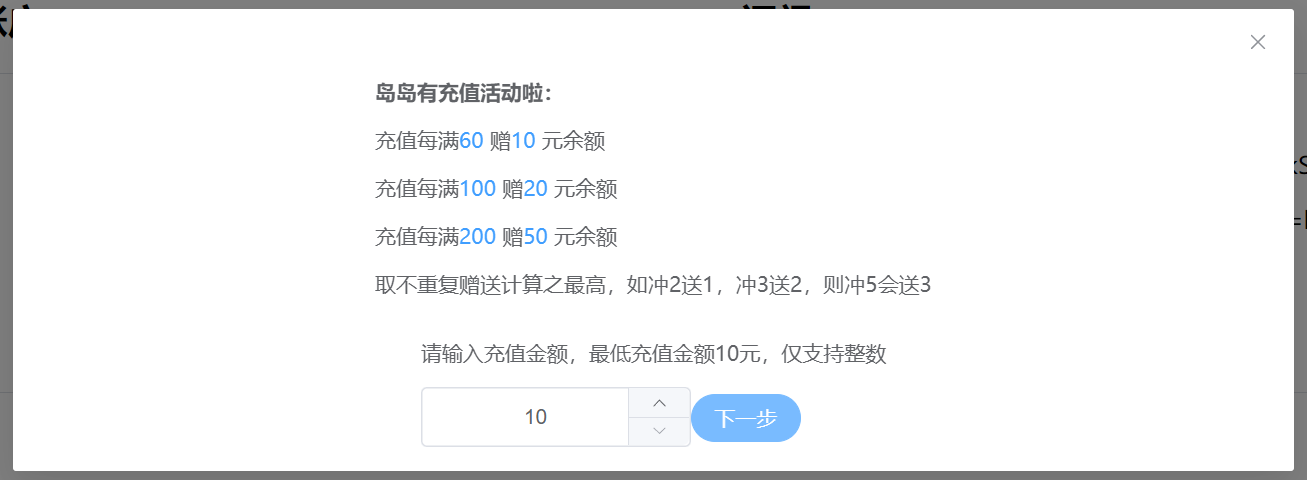 岛岛有充值活动啦：
充值每满60 赠10 元余额
充值每满100 赠20 元余额
充值每满200 赠50 元余额
取不重复赠送计算之最高，如冲2送1，冲3送2，则冲5会送3
请输入充值金额，最低充值金额10元，仅支持整数
10
下一步